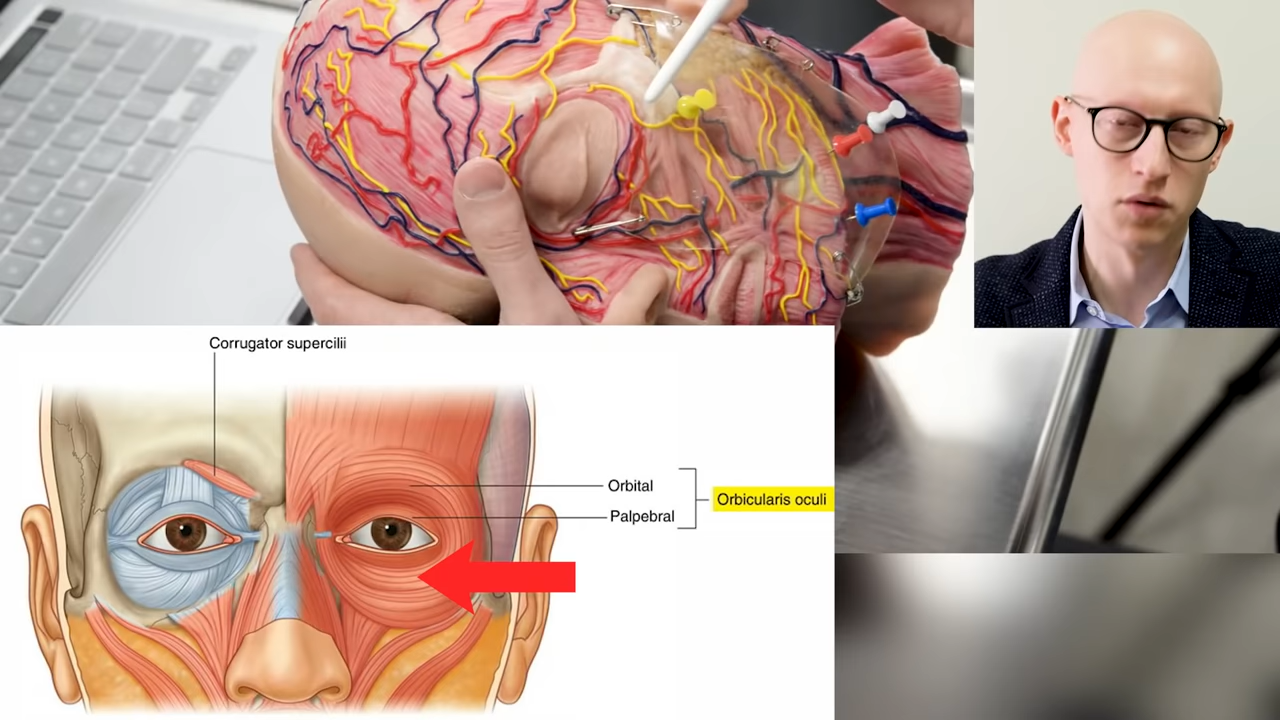 Corrugator supercilii
Orbital
Palpebral
Orbicularis oculi